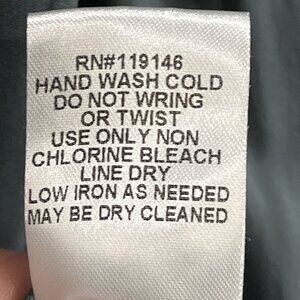 RN#119146
HAND WASH COLD
DO NOT WRING
OR TWIST
USE ONLY NON
CHLORINE BLEACH
LINE DRY
LOW IRON AS NEEDED
MAY BE DRY CLEANED